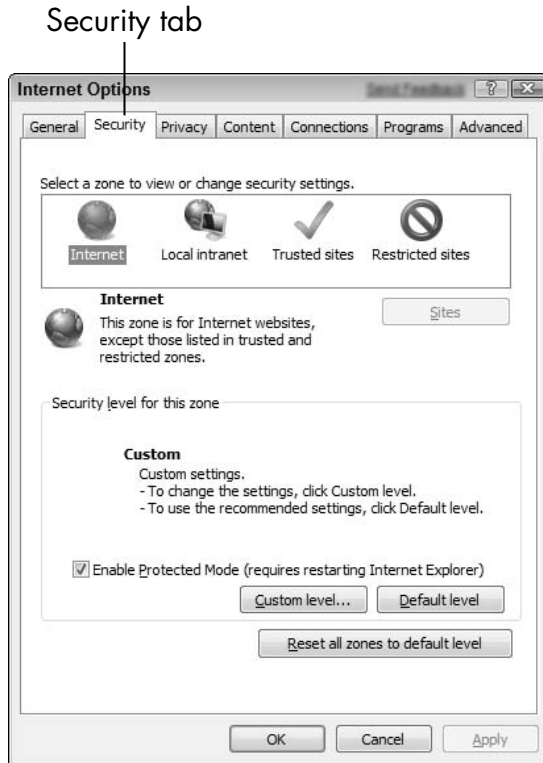 Security tab
Internet Options
General Security Privacy Content Connections Programs Advanced
Select a zone to view or change security settings.
Internet Local intranet Trusted sites Restricted sites
Internet
Sites
This zone is for Internet websites,
except those listed in trusted and
restricted zones.
Security level for this zone
Custom
Custom settings.
- To change the settings, click Custom level.
- To use the recommended settings, click Default level.
Enable Protected Mode (requires restarting Internet Explorer)
Custom level... Default level
Reset all zones to default level
OK Cancel Apply